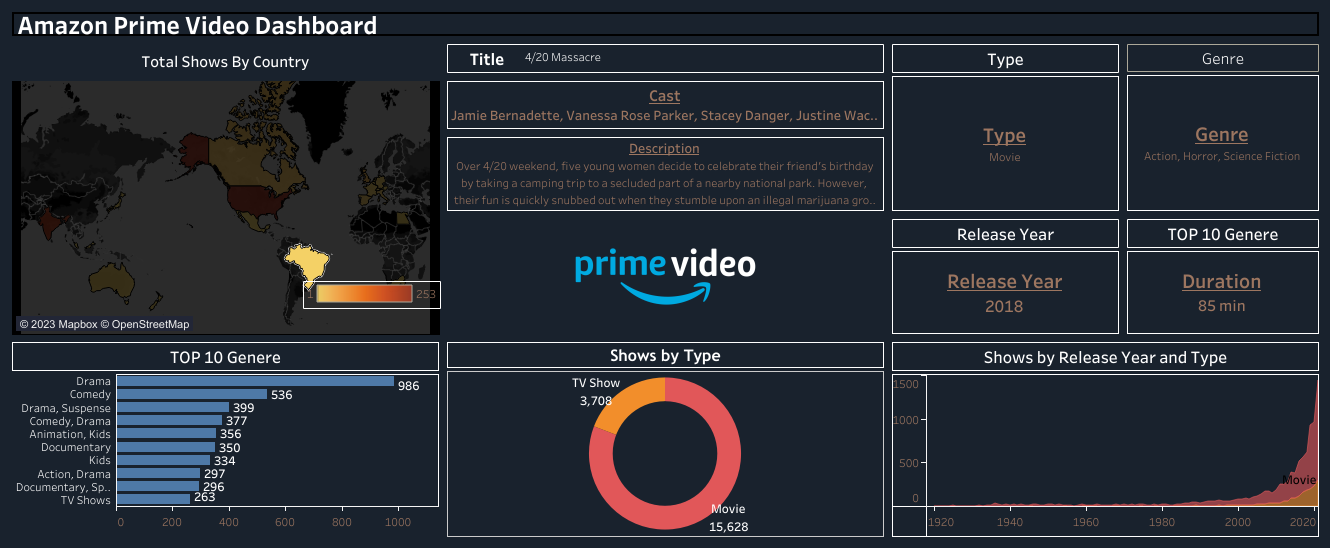 Amazon Prime Video Dashboard
Total Shows By Country
253
© 2023 Mapbox © OpenStreetMap
Title 4/20 Massacre
Cast
Jamie Bernadette, Vanessa Rose Parker, Stacey Danger, Justine Wac..
Description
Over 4/20 weekend, five young women decide to celebrate their friend's birthday
by taking a camping trip to a secluded part of a nearby national park. However,
their fun is quickly snubbed out when they stumble upon an illegal marijuana gro..
prime video
Type
Type
Movie
Genre
Genre
Action, Horror, Science Fiction
Release Year
Release Year
2018
TOP 10 Genere
Duration
85 min
TOP 10 Genere
Drama 986
Comedy 536
Drama, Suspense 399
Comedy, Drama 377
Animation, Kids 356
Documentary 350
Kids 334
Action, Drama 297
Documentary, Sp.. 296
TV Shows 263
0 200 400 600 800 1000
Shows by Type
TV Show
3,708
Movie
15,628
Shows by Release Year and Type
1500
1000
500
0
Movie
1920 1940 1960 1980 2000 2020